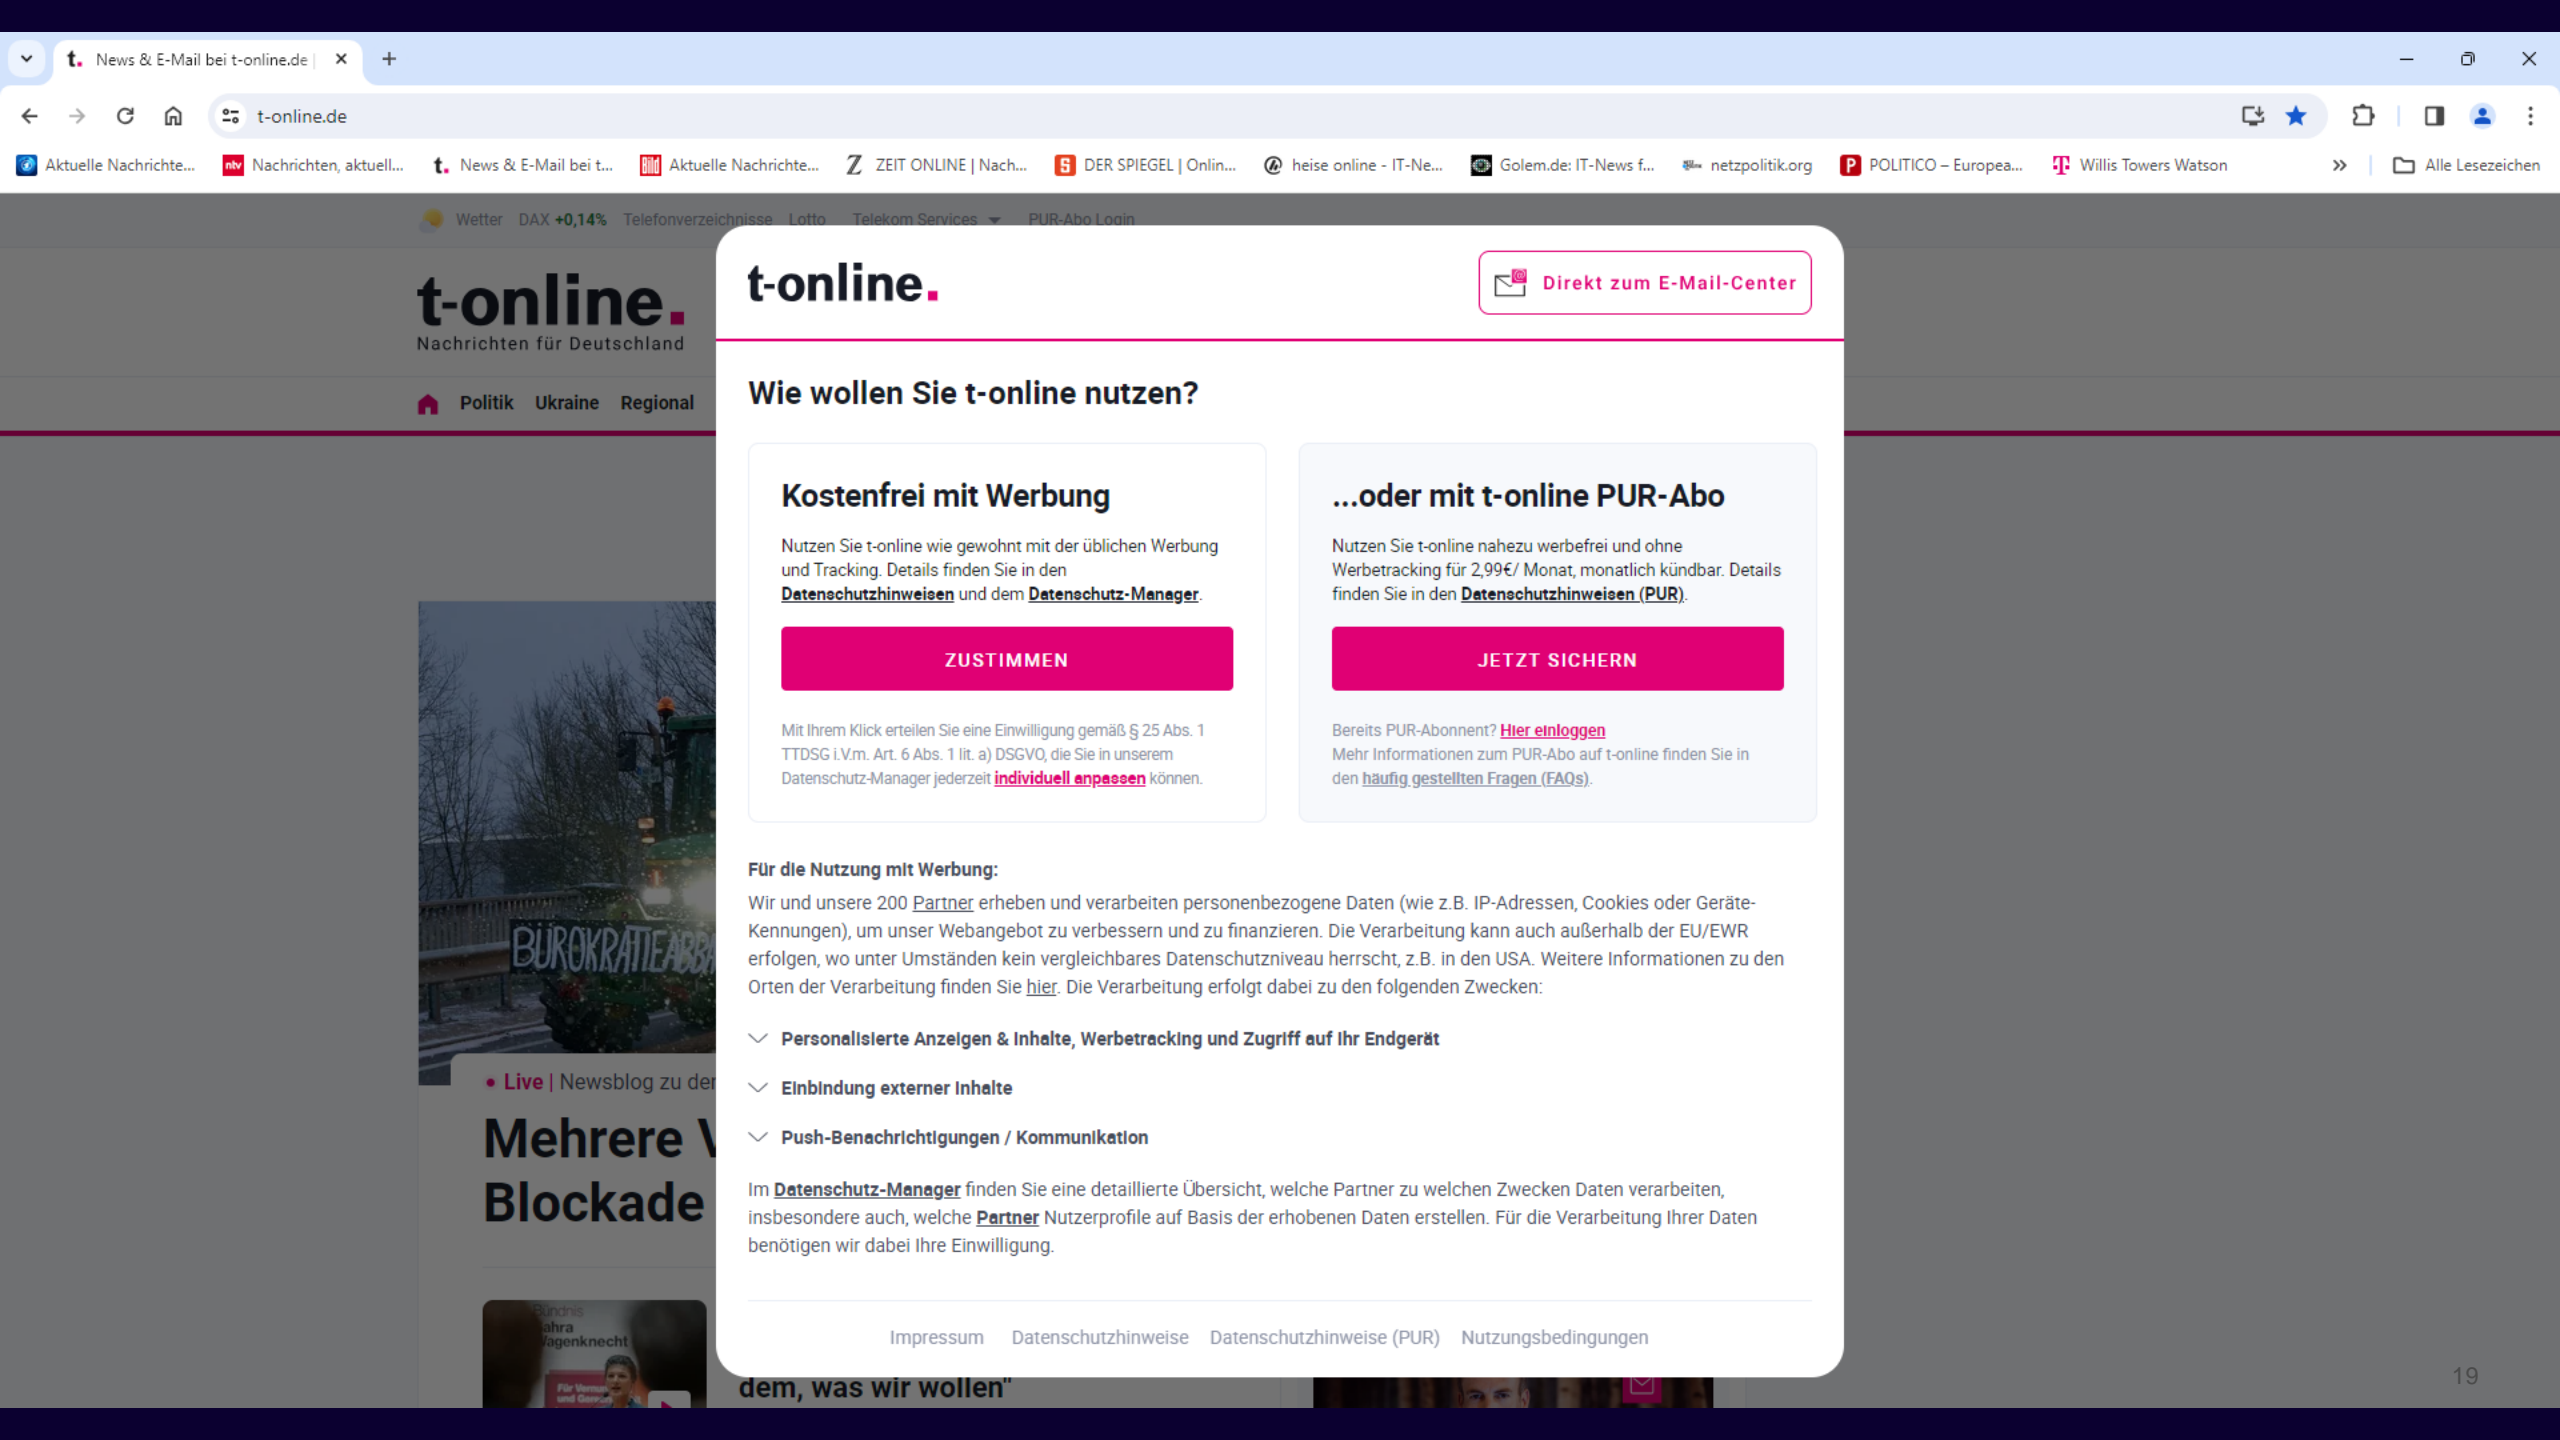 t. News & E-Mail bei t-online.de |
t-online.de
Aktuelle Nachrichte...
ntv Nachrichten, aktuell...
t. News & E-Mail bei t...
Bild Aktuelle Nachrichte...
Z ZEIT ONLINE | Nach...
S DER SPIEGEL | Onlin...
heise online - IT-Ne...
Golem.de: IT-News f...
netzpolitik.org
P POLITICO – Europea...
T Willis Towers Watson
Alle Lesezeichen
Wetter DAX +0,14% Telefonverzeichnisse Lotto Telekom Services PUR-Abo Login
t-online.
Nachrichten für Deutschland
Politik Ukraine Regional
t-online.
Direkt zum E-Mail-Center
Wie wollen Sie t-online nutzen?
Kostenfrei mit Werbung
Nutzen Sie t-online wie gewohnt mit der üblichen Werbung
und Tracking. Details finden Sie in den
Datenschutzhinweisen und dem Datenschutz-Manager.
ZUSTIMMEN
Mit Ihrem Klick erteilen Sie eine Einwilligung gemäß § 25 Abs. 1
TTDSG i.V.m. Art. 6 Abs. 1 lit. a) DSGVO, die Sie in unserem
Datenschutz-Manager jederzeit individuell anpassen können.
...oder mit t-online PUR-Abo
Nutzen Sie t-online nahezu werbefrei und ohne
Werbetracking für 2,99€/ Monat, monatlich kündbar. Details
finden Sie in den Datenschutzhinweisen (PUR).
JETZT SICHERN
Bereits PUR-Abonnent? Hier einloggen
Mehr Informationen zum PUR-Abo auf t-online finden Sie in
den häufig gestellten Fragen (FAQs).
Für die Nutzung mit Werbung:
Wir und unsere 200 Partner erheben und verarbeiten personenbezogene Daten (wie z.B. IP-Adressen, Cookies oder Geräte-
Kennungen), um unser Webangebot zu verbessern und zu finanzieren. Die Verarbeitung kann auch außerhalb der EU/EWR
erfolgen, wo unter Umständen kein vergleichbares Datenschutzniveau herrscht, z.B. in den USA. Weitere Informationen zu den
Orten der Verarbeitung finden Sie hier. Die Verarbeitung erfolgt dabei zu den folgenden Zwecken:
Personalisierte Anzeigen & Inhalte, Werbetracking und Zugriff auf Ihr Endgerät
Einbindung externer Inhalte
Push-Benachrichtigungen / Kommunikation
Im Datenschutz-Manager finden Sie eine detaillierte Übersicht, welche Partner zu welchen Zwecken Daten verarbeiten,
insbesondere auch, welche Partner Nutzerprofile auf Basis der erhobenen Daten erstellen. Für die Verarbeitung Ihrer Daten
benötigen wir dabei Ihre Einwilligung.
Impressum Datenschutzhinweise Datenschutzhinweise (PUR) Nutzungsbedingungen
BÜROKRATIEABBA
Live | Newsblog zu der
Mehrere V
Blockade
Bündnis
ahra
Wagenknecht
Für Vernun
und Gere
dem, was wir wollen"
19